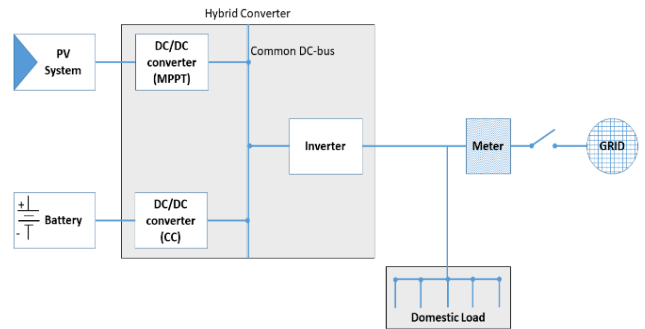 Hybrid Converter
PV
System
DC/DC
converter
(MPPT)
Common DC-bus
Inverter
Meter
GRID
+
-
Battery
DC/DC
converter
(CC)
Domestic Load